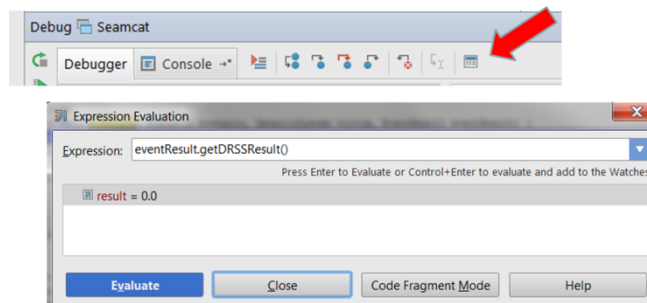 Debug Seamcat
Debugger Console
Expression Evaluation
Expression: eventResult.getDRSSResult()
Press Enter to Evaluate or Control+Enter to evaluate and add to the Watches
result = 0.0
Evaluate Close Code Fragment Mode Help